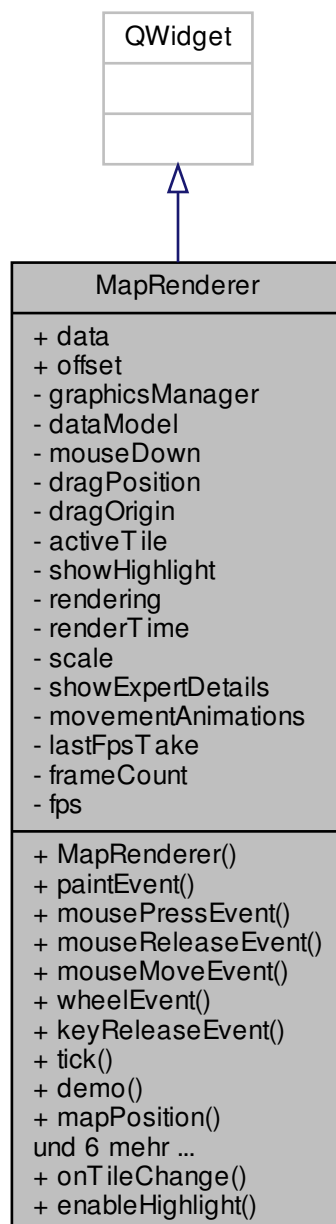 QWidget
MapRenderer
+ data
+ offset
- graphicsManager
- dataModel
- mouseDown
- dragPosition
- dragOrigin
- activeTile
- showHighlight
- rendering
- renderTime
- scale
- showExpertDetails
- movementAnimations
- lastFpsTake
- frameCount
- fps
+ MapRenderer()
+ paintEvent()
+ mousePressEvent()
+ mouseReleaseEvent()
+ mouseMoveEvent()
+ wheelEvent()
+ keyReleaseEvent()
+ tick()
+ demo()
+ mapPosition()
und 6 mehr ...
+ onTileChange()
+ enableHighlight()